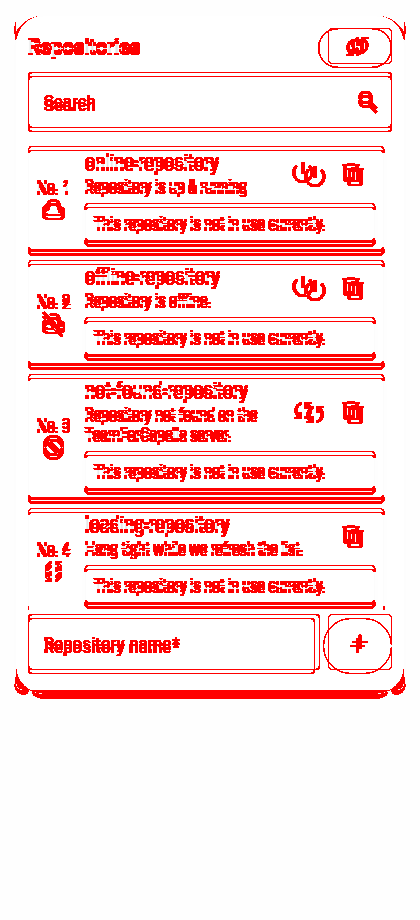 Repositories
Search
online-repository
No. 1
Repository is up & running
This repository is not in use currently.
offline-repository
No. 2
Repository is offline.
This repository is not in use currently.
not-found-repository
Repository not found on the
No. 3
TeamForCapella server.
This repository is not in use currently.
loading-repository
No. 4
Hang tight while we refresh the list.
This repository is not in use currently.
Repository name*